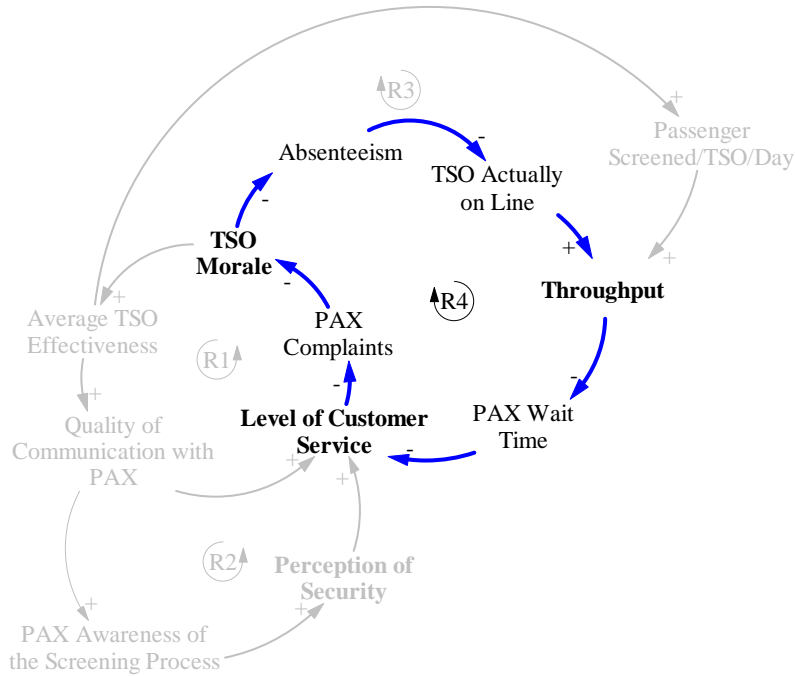 R3
+
Passenger
Screened/TSO/Day
Absenteeism
-
TSO Actually
on Line
-
TSO
Morale
+
+
-
R4
Throughput
+
Average TSO
Effectiveness
PAX
Complaints
R1
-
-
+
Level of Customer
Service
PAX Wait
Time
Quality of
Communication with
PAX
-
+
+
R2
Perception of
Security
+
+
PAX Awareness of
the Screening Process